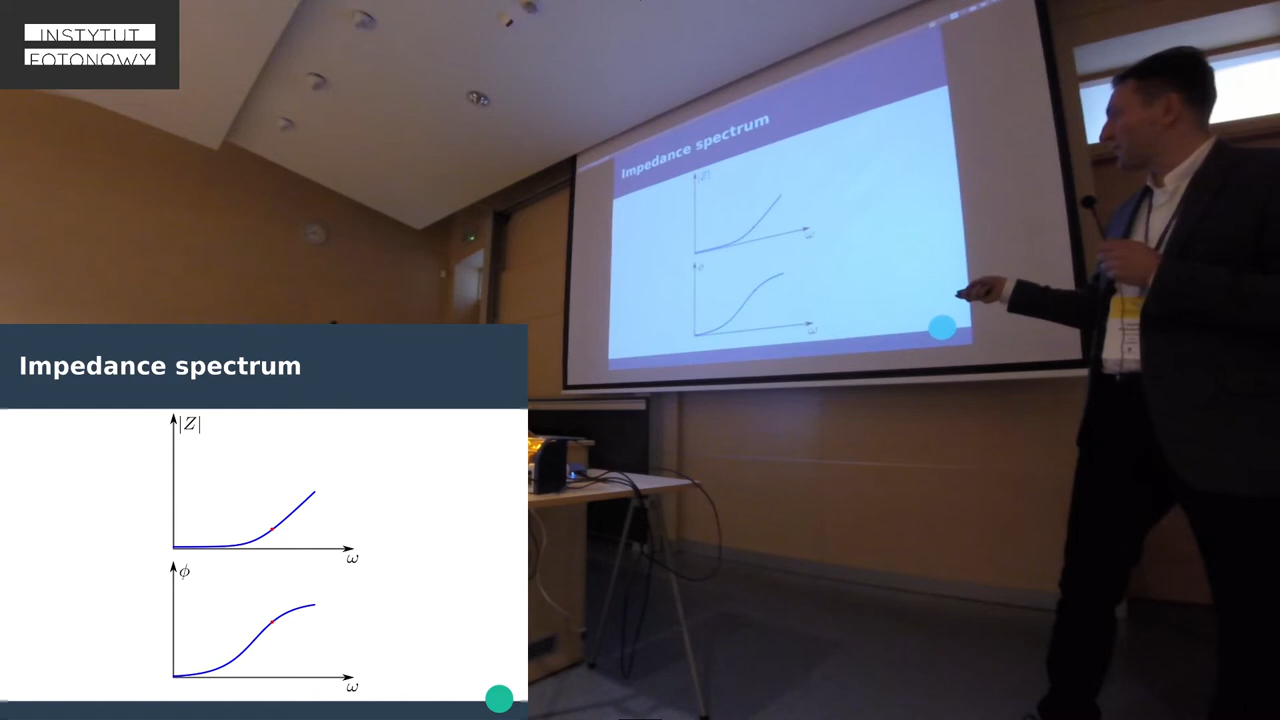 INSTYTUT
FOTONOWY
Impedance spectrum
|Z|
ω
ϕ
ω
Impedance spectrum
|Z|
ω
ϕ
ω